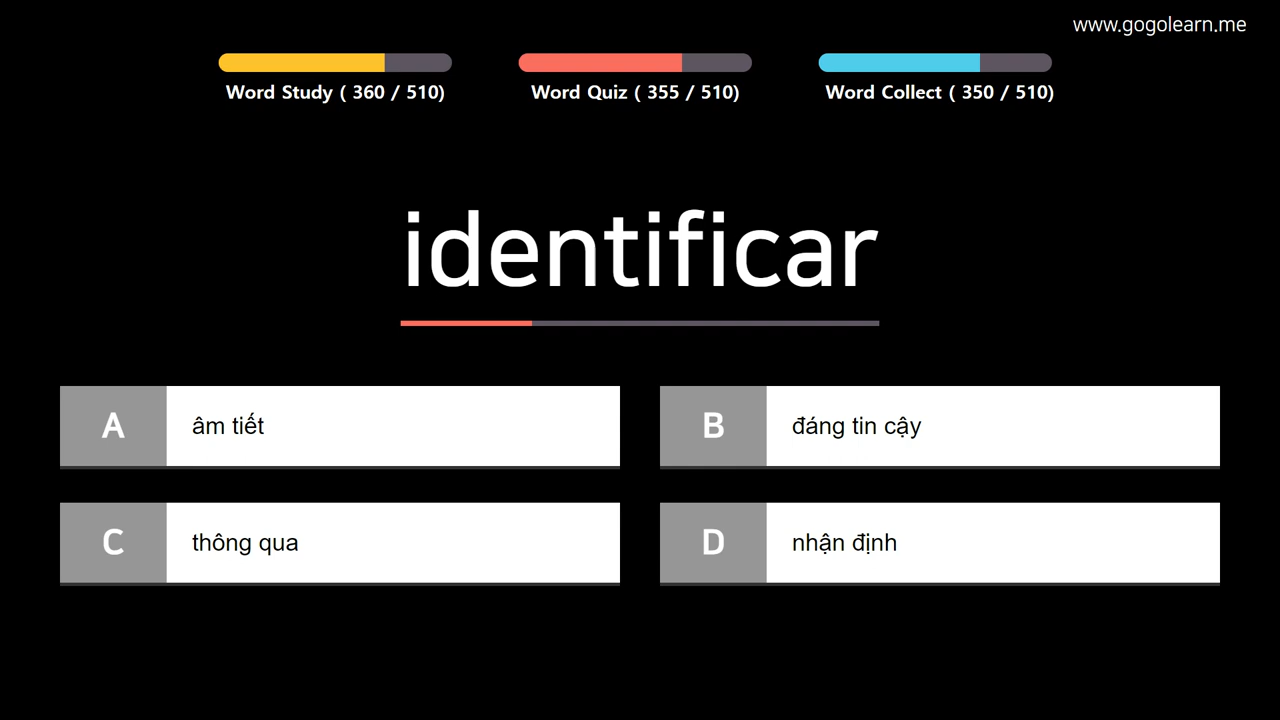 www.gogolearn.me
Word Study ( 360 / 510)
Word Quiz ( 355 / 510)
Word Collect ( 350 / 510)
identificar
A
âm tiết
B
đáng tin cậy
C
thông qua
D
nhận định